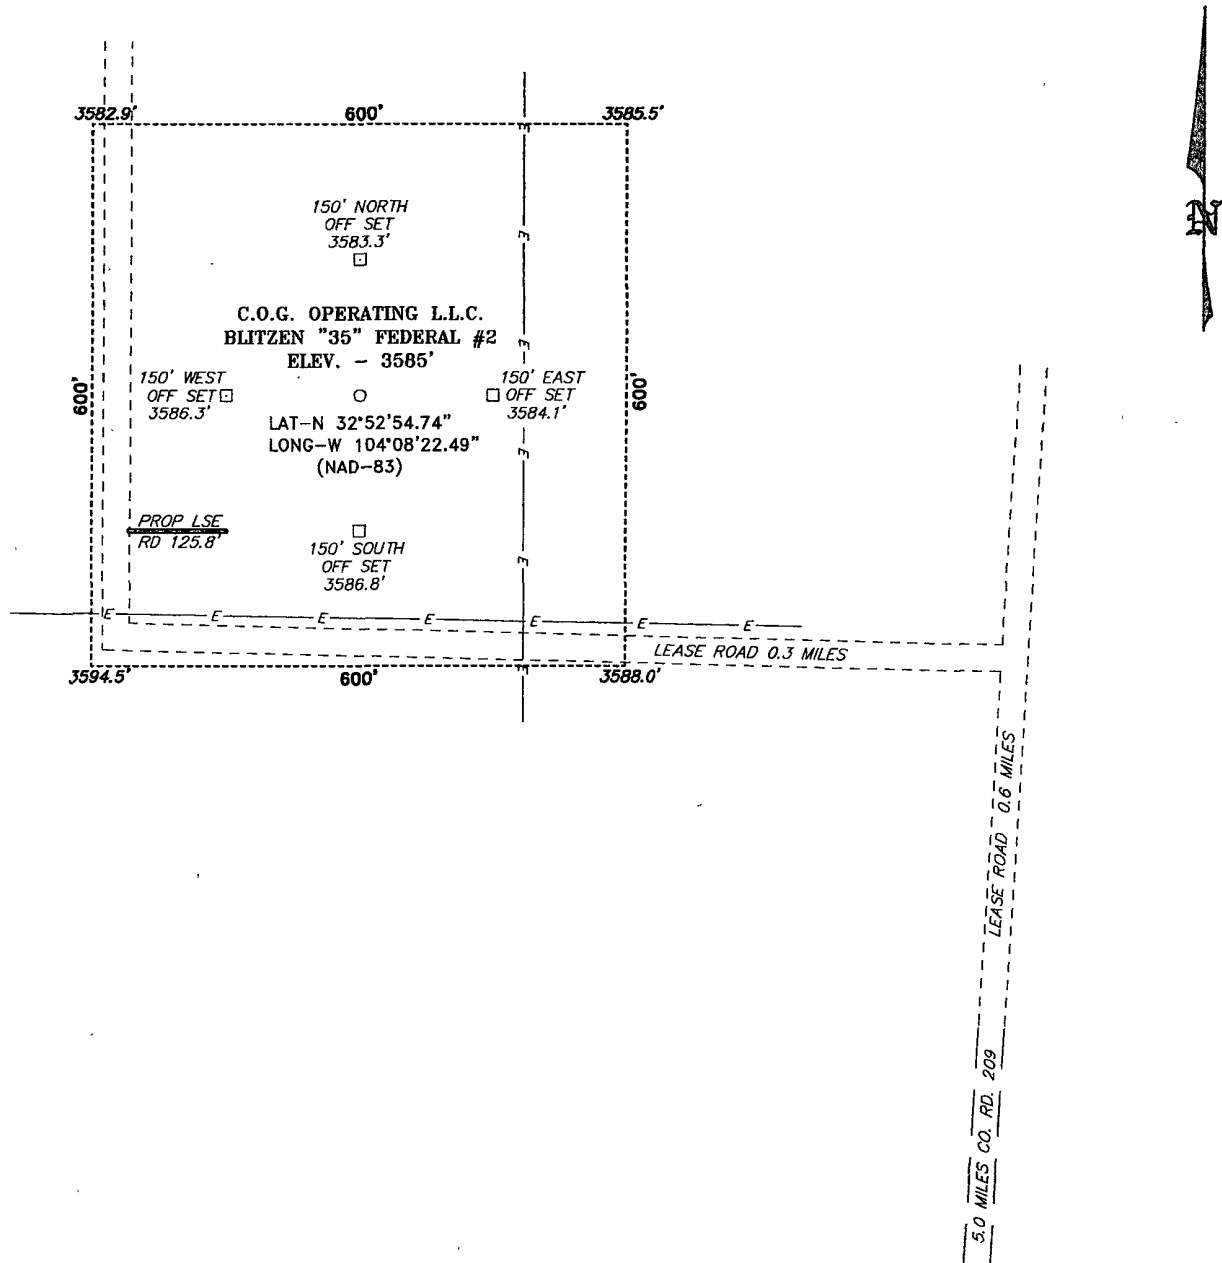 3582.9'
600'
3585.5'
N
150' NORTH
OFF SET
3583.3'
C.O.G. OPERATING L.L.C.
BLITZEN "35" FEDERAL #2
ELEV. - 3585'
150' WEST
OFF SET
3586.3'
150' EAST
OFF SET
3584.1'
600'
600'
LAT-N 32°52'54.74"
LONG-W 104°08'22.49"
(NAD-83)
PROP LSE
RD 125.8'
150' SOUTH
OFF SET
3586.8'
E
E
E
E
E
E
E
E
E
E
E
E
E
LEASE ROAD 0.3 MILES
3594.5'
600'
3588.0'
LEASE ROAD 0.6 MILES
5.0 MILES CO. RD. 209